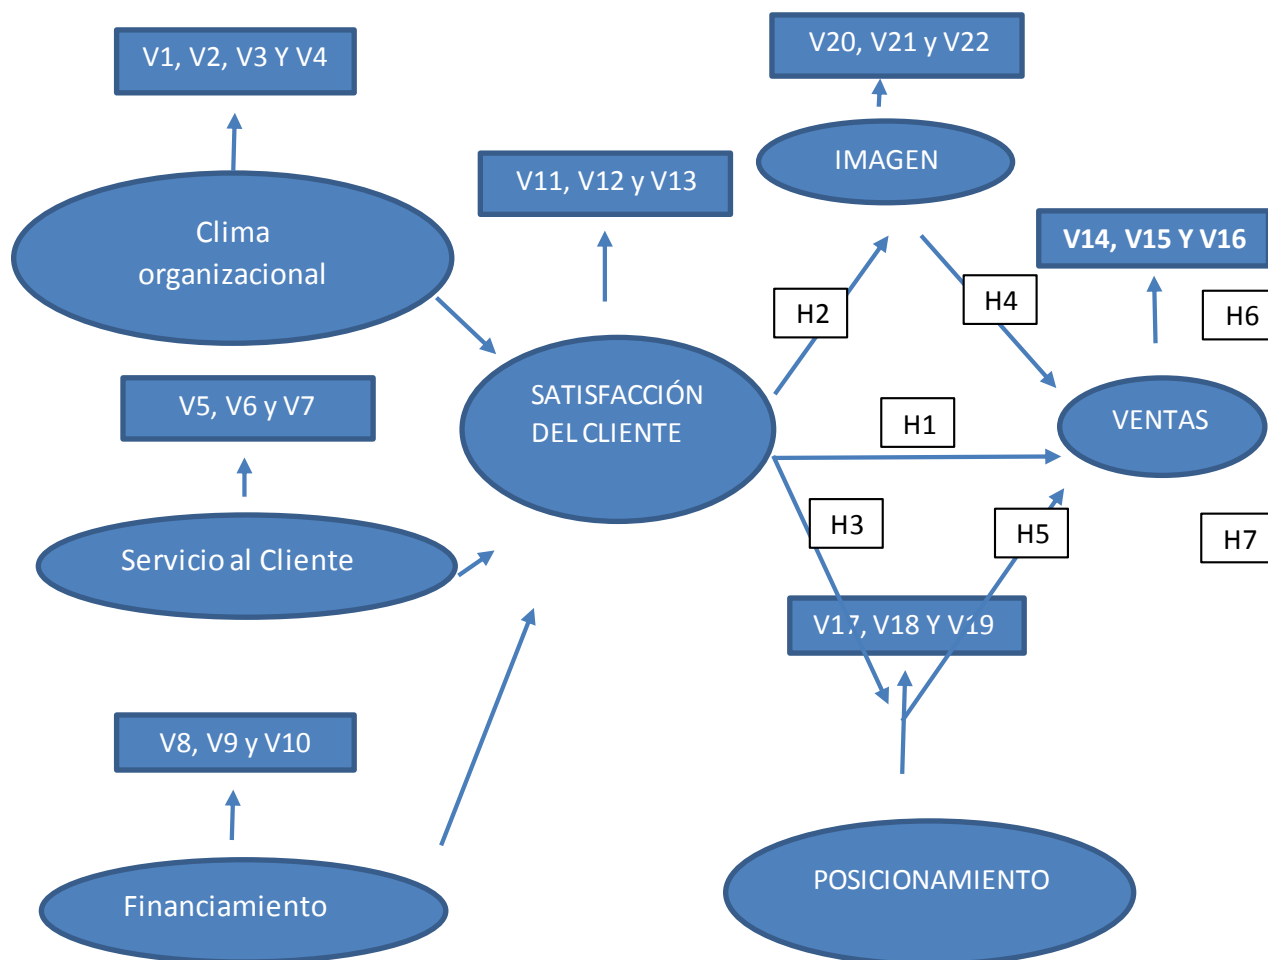 V1, V2, V3 Y V4
V20, V21 y V22
IMAGEN
V11, V12 y V13
Clima
organizacional
V14, V15 Y V16
H2
H4
H6
SATISFACCIÓN
DEL CLIENTE
V5, V6 y V7
H1
VENTAS
H3
H5
H7
Servicio al Cliente
V17, V18 Y V19
V8, V9 y V10
POSICIONAMIENTO
Financiamiento